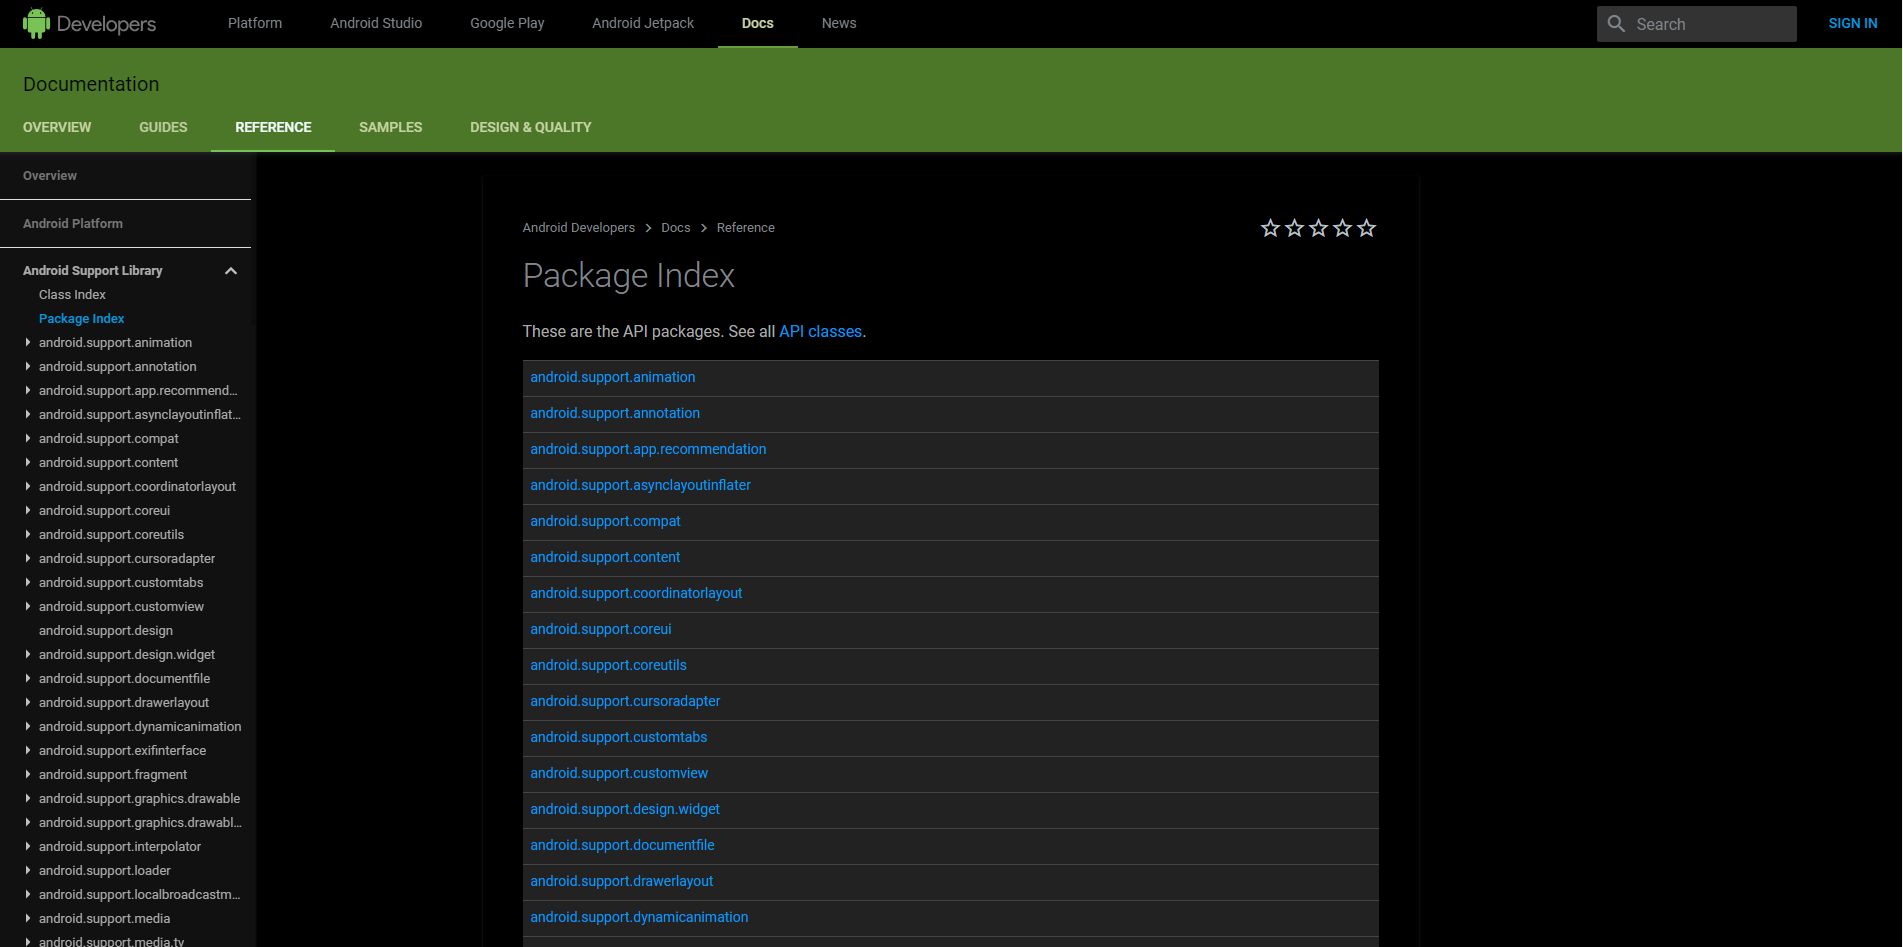 Developers
Platform
Android Studio
Google Play
Android Jetpack
Docs
News
Search
SIGN IN
Documentation
OVERVIEW
GUIDES
REFERENCE
SAMPLES
DESIGN & QUALITY
Overview
Android Platform
Android Support Library
Class Index
Package Index
android.support.animation
android.support.annotation
android.support.app.recommend...
android.support.asynclayoutinflat...
android.support.compat
android.support.content
android.support.coordinatorlayout
android.support.coreui
android.support.coreutils
android.support.cursoradapter
android.support.customtabs
android.support.customview
android.support.design
android.support.design.widget
android.support.documentfile
android.support.drawerlayout
android.support.dynamicanimation
android.support.exifinterface
android.support.fragment
android.support.graphics.drawable
android.support.graphics.drawabl...
android.support.interpolator
android.support.loader
android.support.localbroadcastm...
android.support.media
android.support.media.tv
Android Developers > Docs > Reference
Package Index
These are the API packages. See all API classes.
android.support.animation
android.support.annotation
android.support.app.recommendation
android.support.asynclayoutinflater
android.support.compat
android.support.content
android.support.coordinatorlayout
android.support.coreui
android.support.coreutils
android.support.cursoradapter
android.support.customtabs
android.support.customview
android.support.design.widget
android.support.documentfile
android.support.drawerlayout
android.support.dynamicanimation